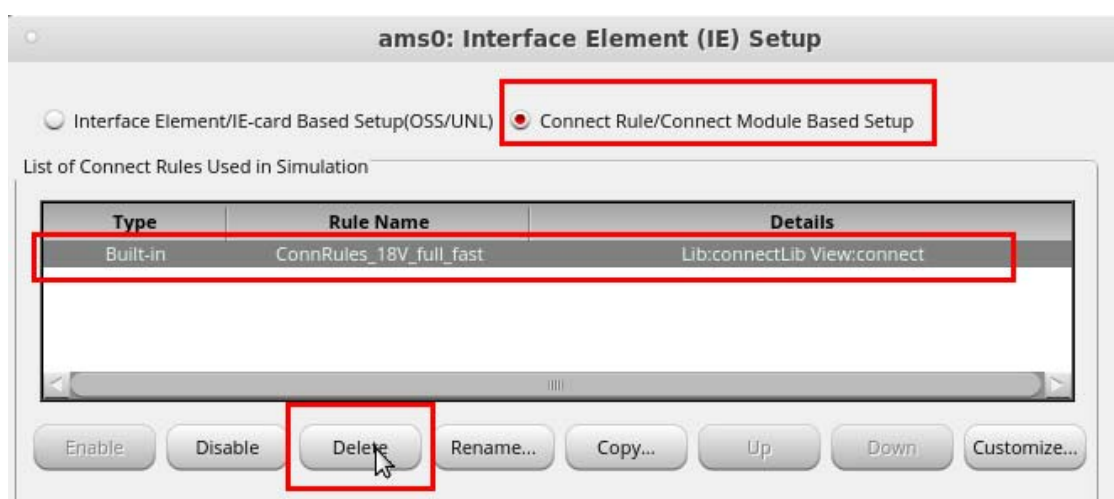 ams0: Interface Element (IE) Setup
Interface Element/IE-card Based Setup(OSS/UNL) Connect Rule/Connect Module Based Setup
List of Connect Rules Used in Simulation
Type Rule Name Details
Built-in ConnRules_18V_full_fast Lib:connectLib View:connect
Enable Disable Delete Rename... Copy... Up Down Customize...